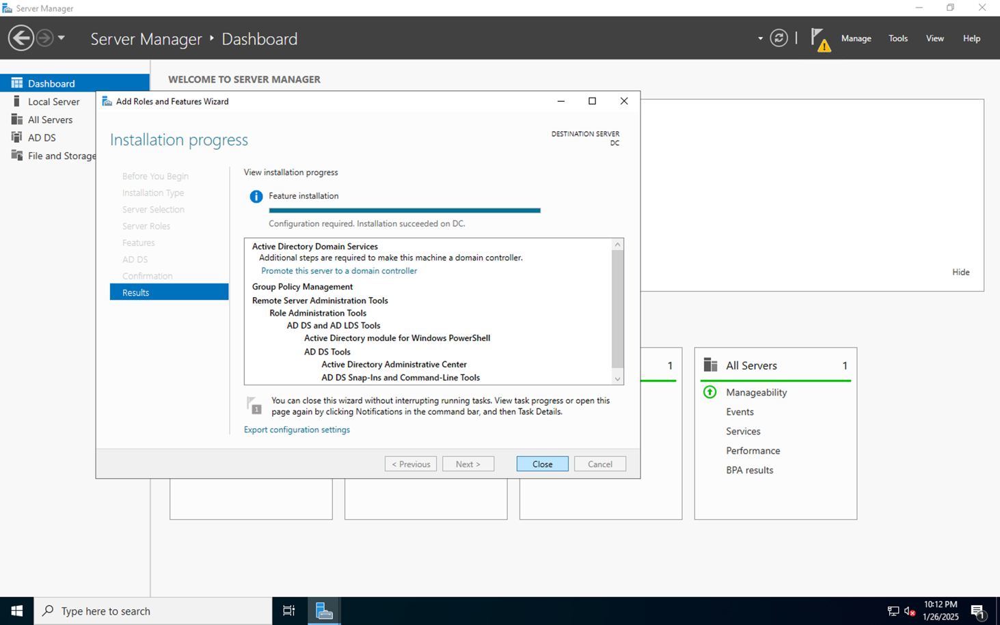 Server Manager
Server Manager ‣ Dashboard
Manage
Tools
View
Help
Dashboard
Local Server
All Servers
AD DS
File and Storage
WELCOME TO SERVER MANAGER
Add Roles and Features Wizard
Installation progress
DESTINATION SERVER
DC
Before You Begin
Installation Type
Server Selection
Server Roles
Features
AD DS
Confirmation
Results
View installation progress
Feature installation
Configuration required. Installation succeeded on DC.
Active Directory Domain Services
Additional steps are required to make this machine a domain controller.
Promote this server to a domain controller
Group Policy Management
Remote Server Administration Tools
Role Administration Tools
AD DS and AD LDS Tools
Active Directory module for Windows PowerShell
AD DS Tools
Active Directory Administrative Center
AD DS Snap-Ins and Command-Line Tools
1
You can close this wizard without interrupting running tasks. View task progress or open this
page again by clicking Notifications in the command bar, and then Task Details.
Export configuration settings
< Previous
Next >
Close
Cancel
Hide
1
All Servers
1
Manageability
Events
Services
Performance
BPA results
Type here to search
10:12 PM
1/26/2025
1